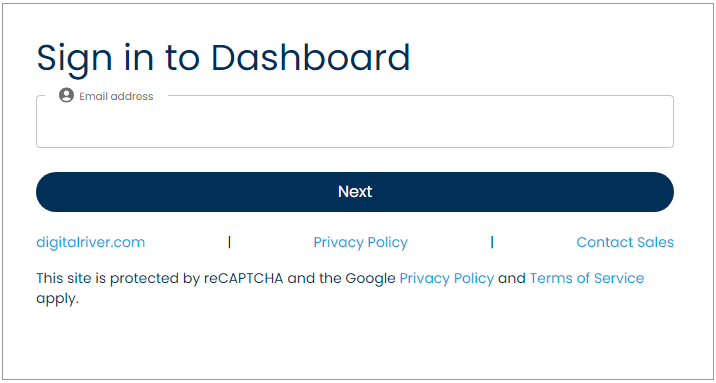 Sign in to Dashboard
Email address
Next
digitalriver.com | Privacy Policy | Contact Sales
This site is protected by reCAPTCHA and the Google Privacy Policy and Terms of Service
apply.